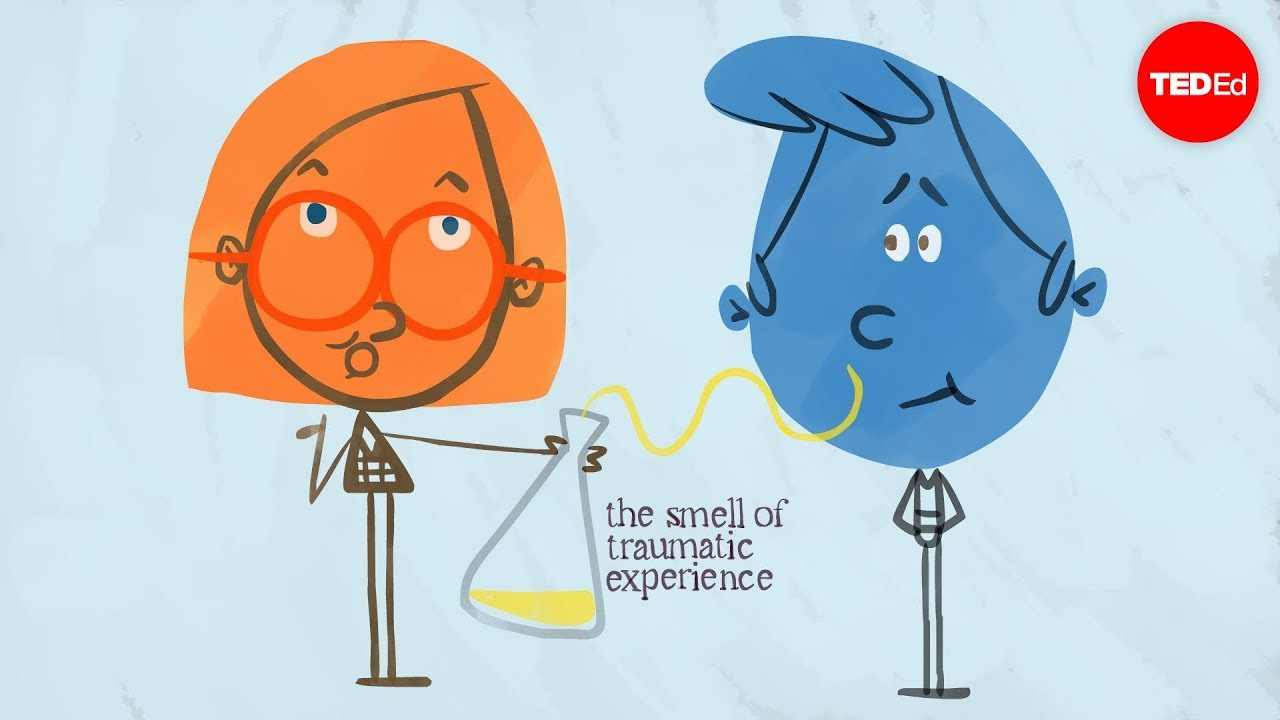 TEDEd
the smell of
traumatic
experience